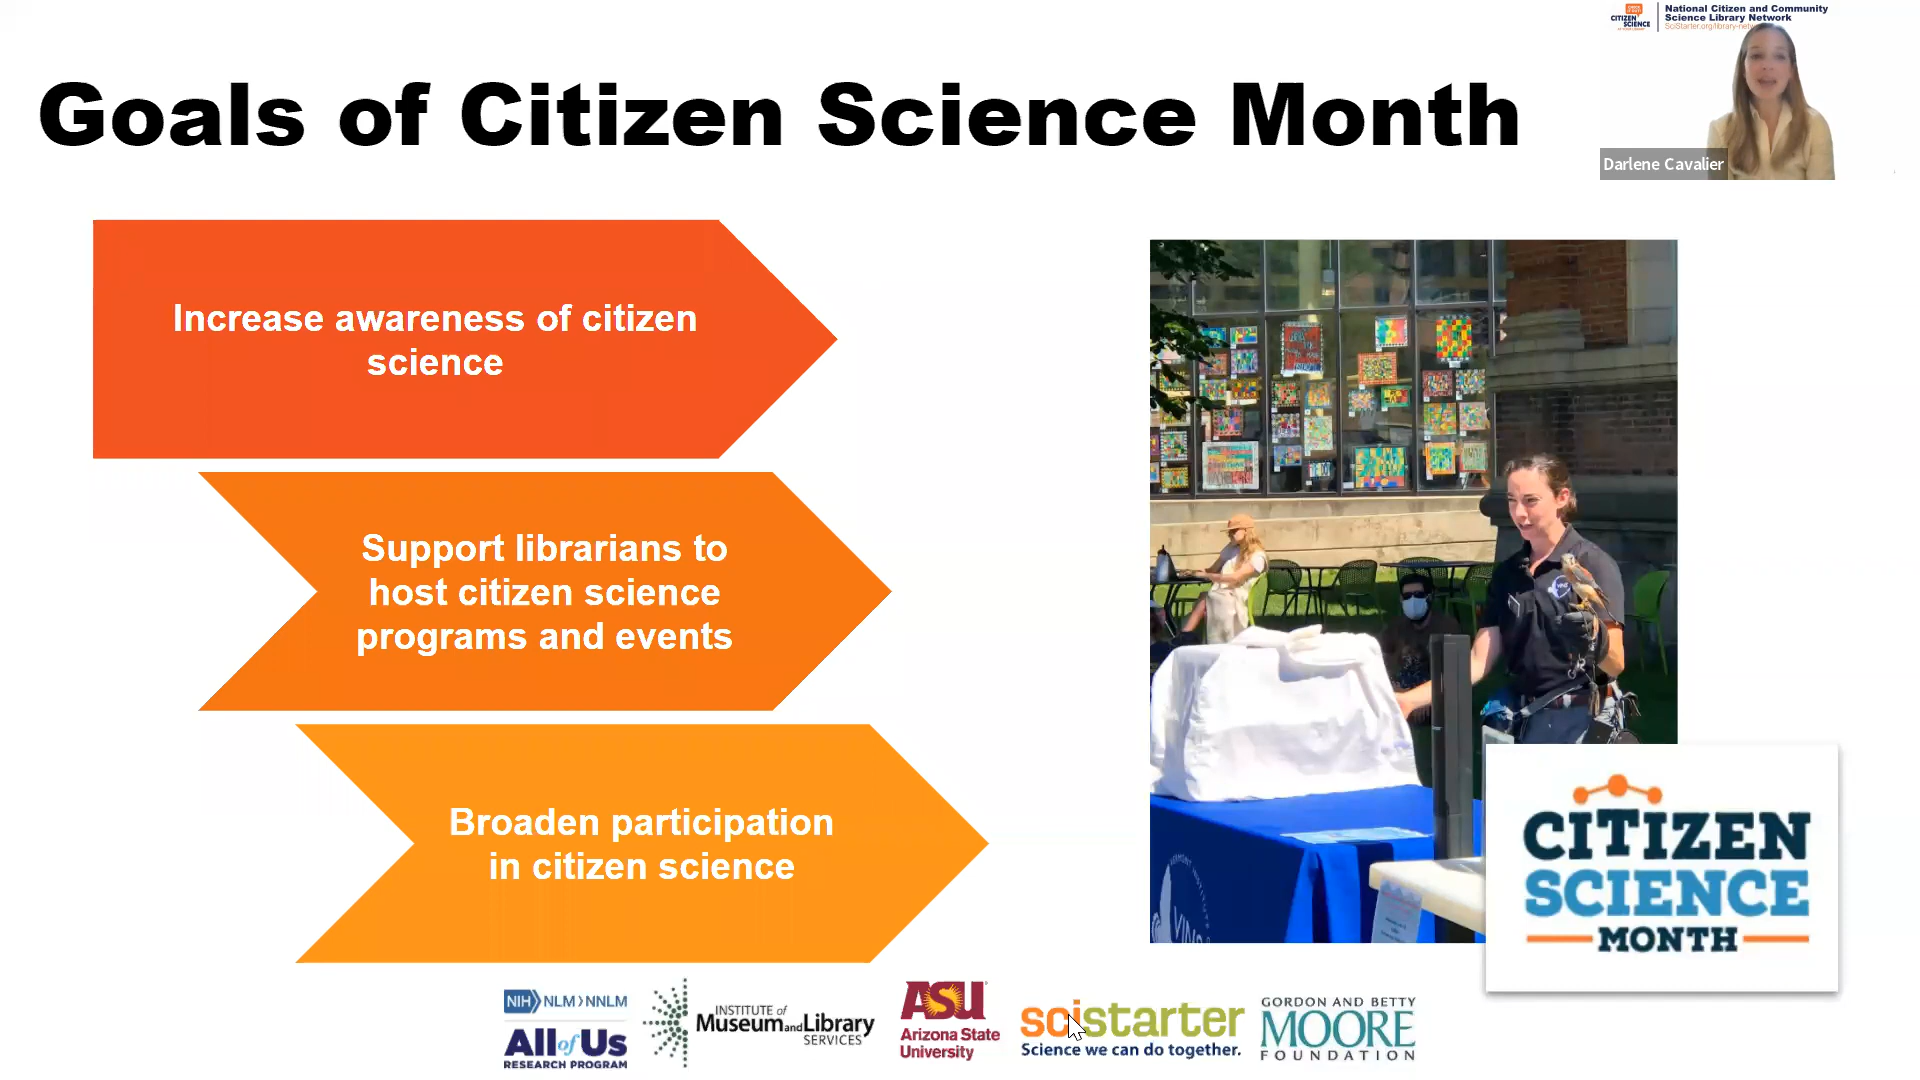 CITIZEN
SCIENCE
National Citizen and Community
Science Library Network
Goals of Citizen Science Month
Darlene Cavalier
Increase awareness of citizen
science
Support librarians to
host citizen science
programs and events
Broaden participation
in citizen science
VINS
CITIZEN
SCIENCE
MONTH
NIH NLM NNLM
All of Us
RESEARCH PROGRAM
INSTITUTE of
Museum and Library
SERVICES
ASU
Arizona State
University
scistarter
Science we can do together.
GORDON AND BETTY
MOORE
FOUNDATION